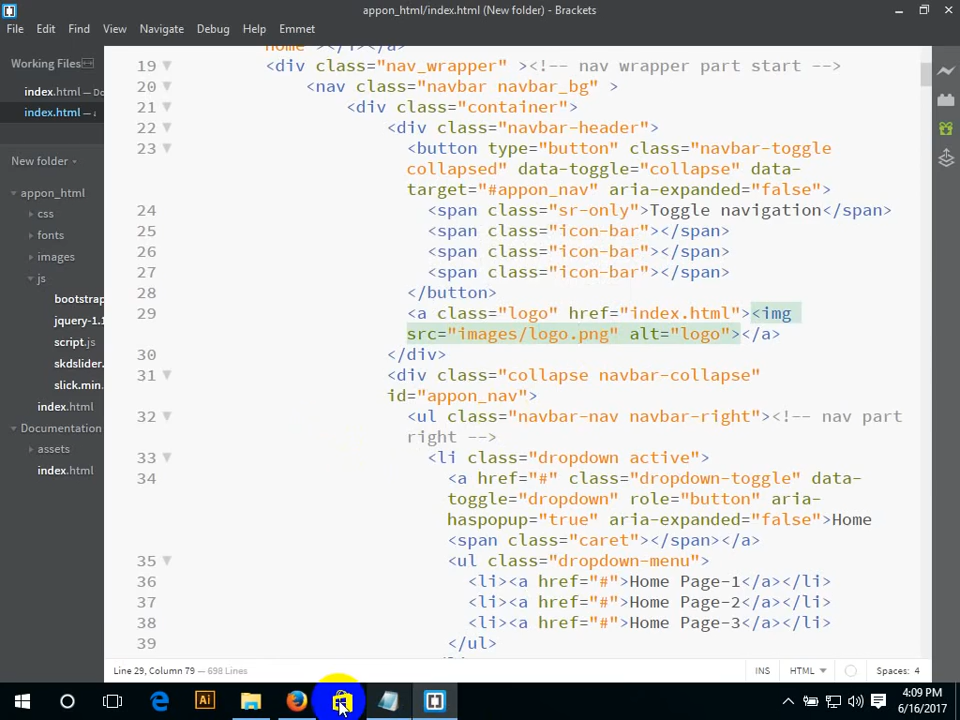 appon_html/index.html (New folder) - Brackets
File Edit Find View Navigate Debug Help Emmet
Working Files
index.html —
index.html —
New folder
appon_html
css
fonts
images
js
bootstrap
jquery-1.1
script.js
skdslider.
slick.min.
index.html
Documentation
assets
index.html
19 <div class="nav_wrapper" ><!-- nav wrapper part start -->
20 <nav class="navbar navbar_bg" >
21 <div class="container">
22 <div class="navbar-header">
23 <button type="button" class="navbar-toggle
collapsed" data-toggle="collapse" data-
target="#appon_nav" aria-expanded="false">
24 <span class="sr-only">Toggle navigation</span>
25 <span class="icon-bar"></span>
26 <span class="icon-bar"></span>
27 <span class="icon-bar"></span>
28 </button>
29 <a class="logo" href="index.html"><img
src="images/logo.png" alt="logo"></a>
30 </div>
31 <div class="collapse navbar-collapse"
id="appon_nav">
32 <ul class="navbar-nav navbar-right"><!-- nav part
right -->
33 <li class="dropdown active">
34 <a href="#" class="dropdown-toggle" data-
toggle="dropdown" role="button" aria-
haspopup="true" aria-expanded="false">Home
<span class="caret"></span></a>
35 <ul class="dropdown-menu">
36 <li><a href="#">Home Page-1</a></li>
37 <li><a href="#">Home Page-2</a></li>
38 <li><a href="#">Home Page-3</a></li>
39 </ul>
Line 29, Column 79 — 698 Lines
INS HTML Spaces: 4
Ai
4:09 PM
6/16/2017